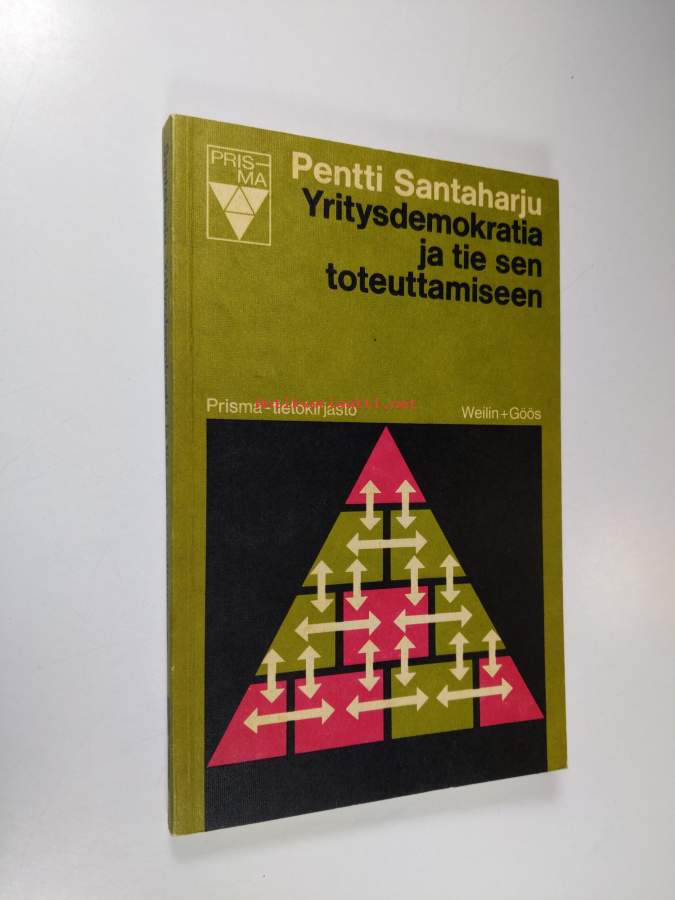 PRIS-
MA
Pentti Santaharju
Yritysdemokratia
ja tie sen
toteuttamiseen
Prisma-tietokirjasto
Weilin+Göös